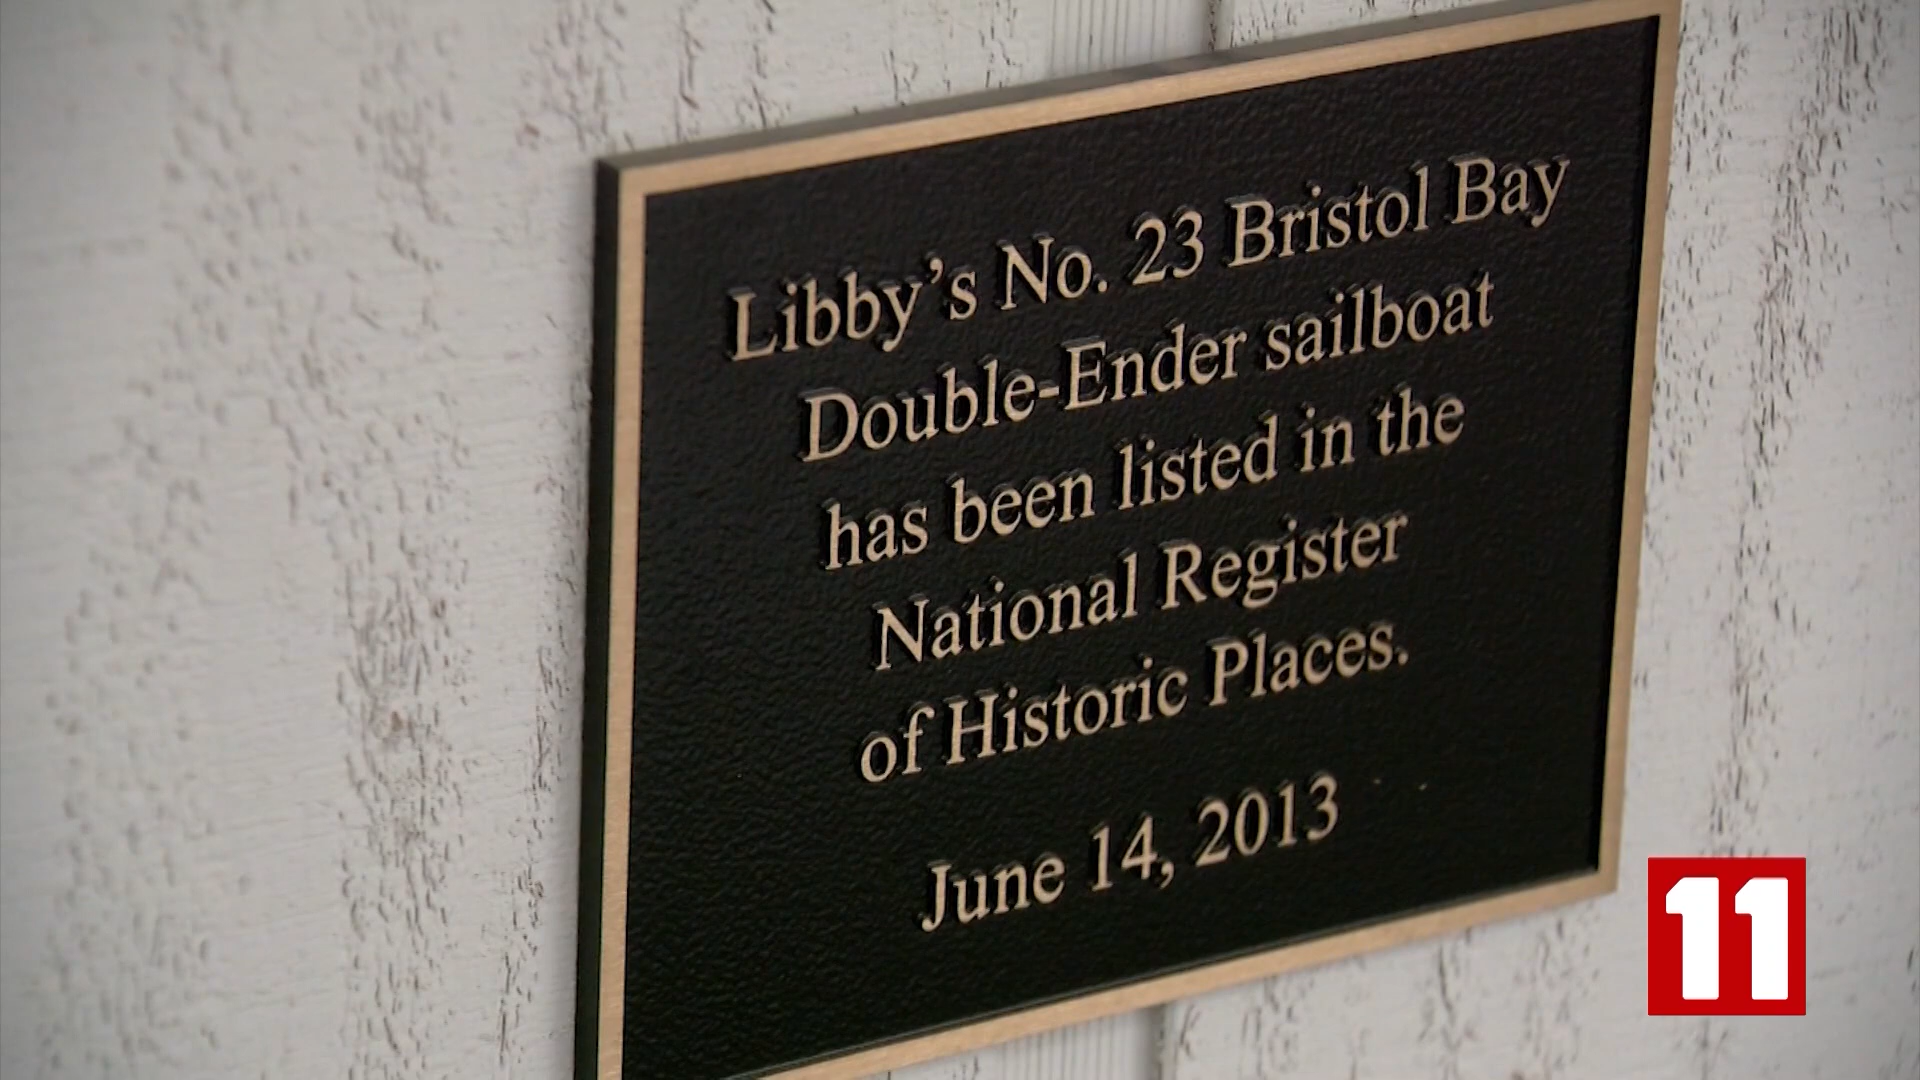 Libby’s No. 23 Bristol Bay
Double-Ender sailboat
has been listed in the
National Register
of Historic Places.
June 14, 2013
11